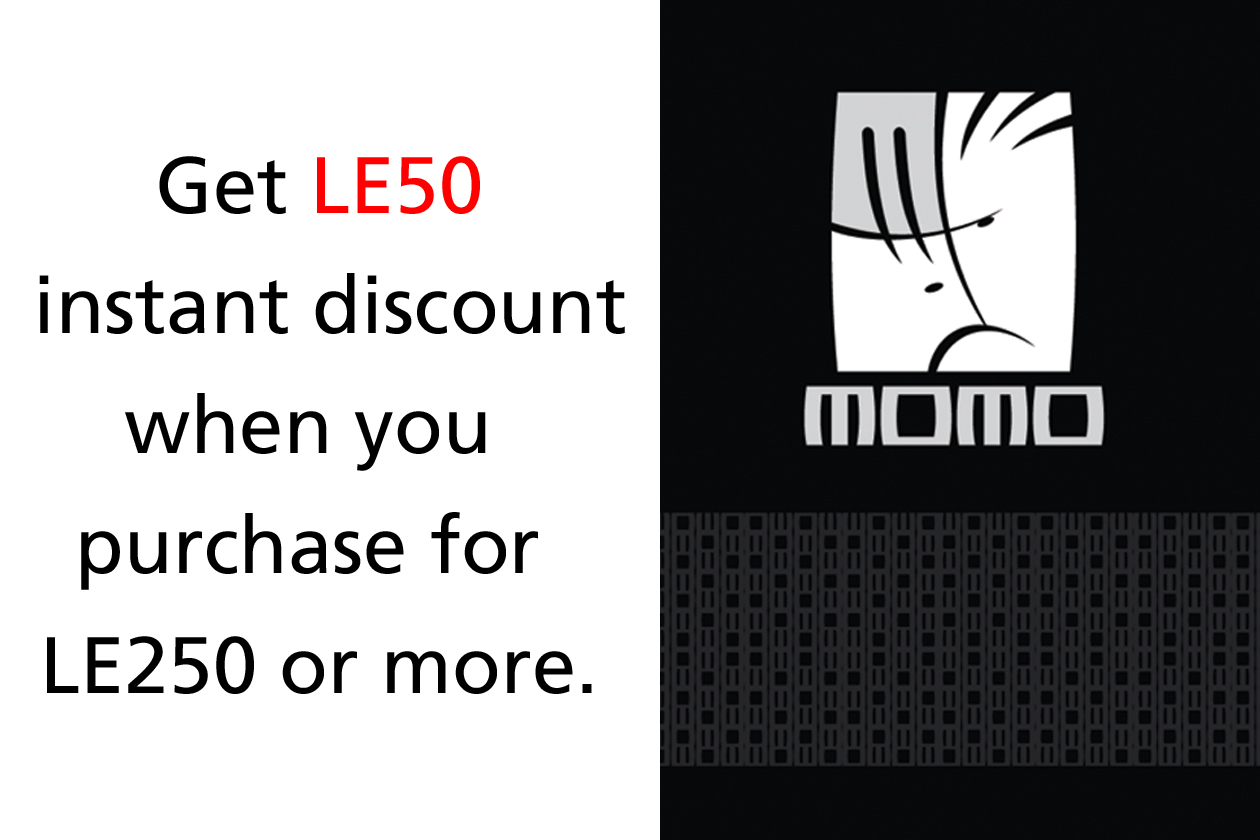 Get LE50
instant discount
when you
purchase for
LE250 or more.
MOMO